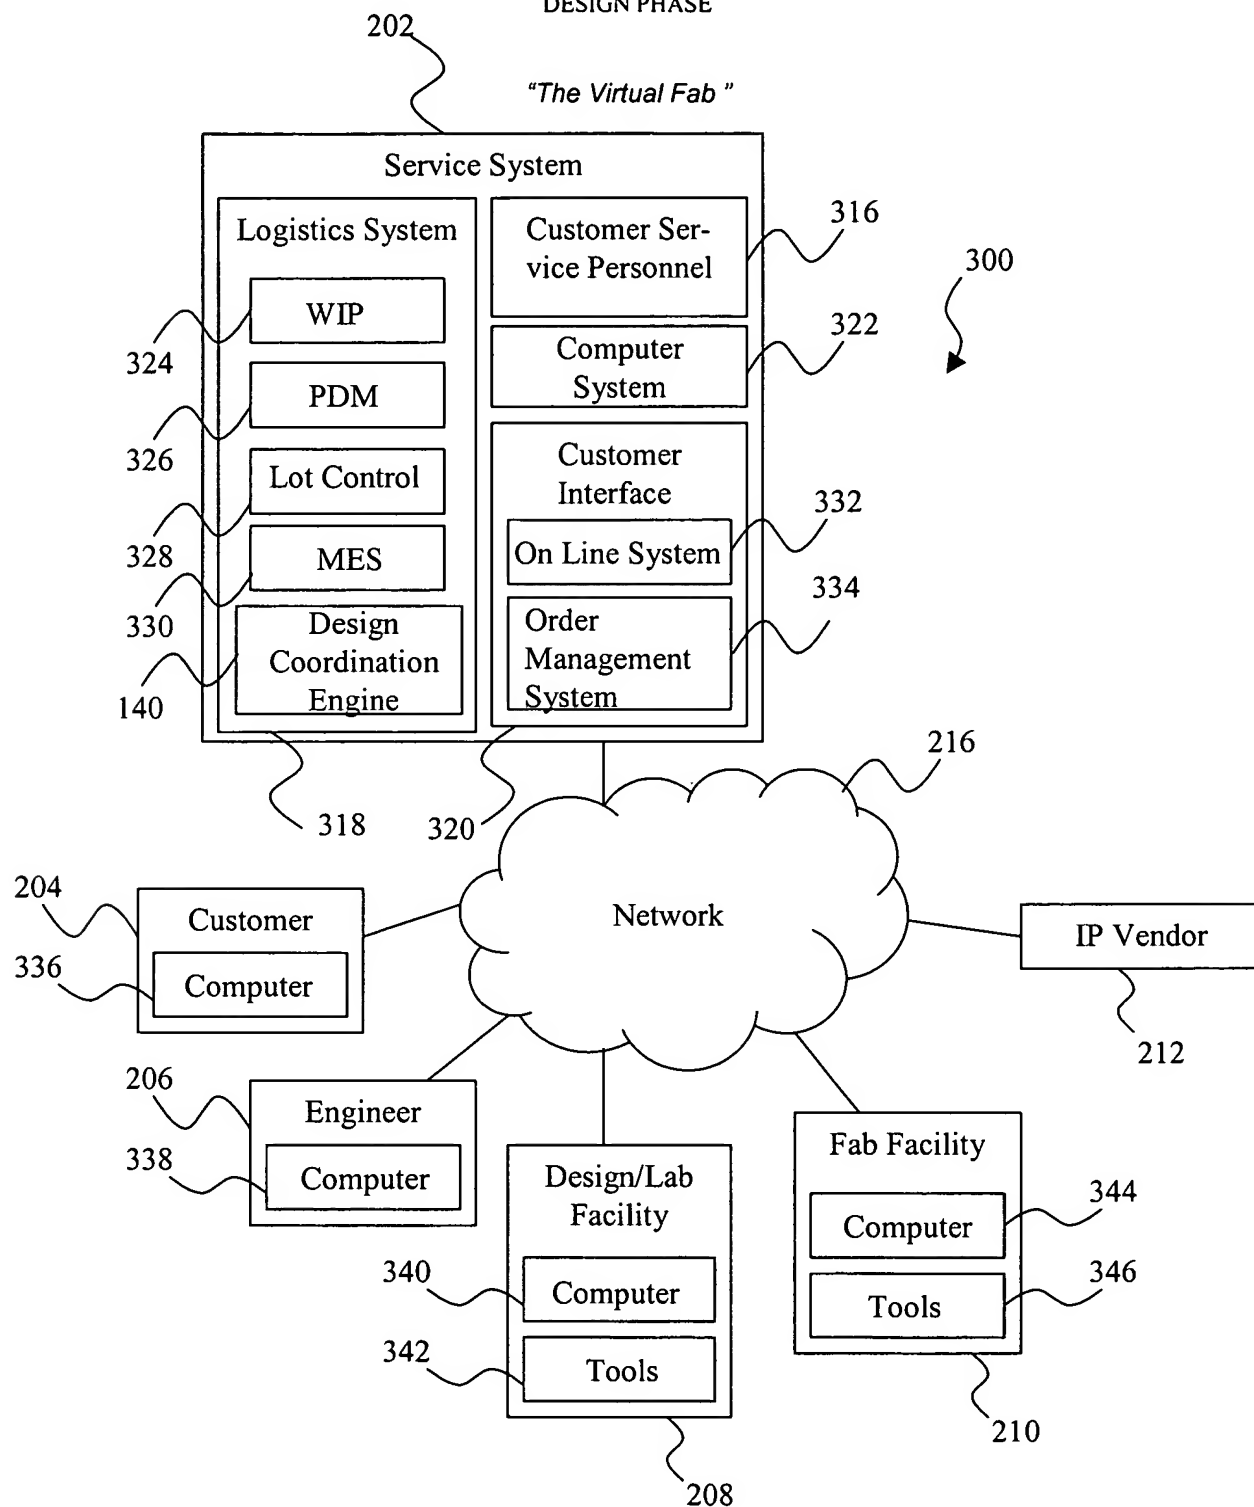 DESIGN PHASE
202
"The Virtual Fab "
Service System
Logistics System
WIP
PDM
Lot Control
MES
Design
Coordination
Engine
Customer Ser-
vice Personnel
Computer
System
Customer
Interface
On Line System
Order
Management
System
316
300
322
324
326
328
330
140
332
334
318
320
216
Network
204
Customer
336
Computer
IP Vendor
212
206
Engineer
338
Computer
Design/Lab
Facility
340
Computer
342
Tools
208
Fab Facility
Computer
344
Tools
346
210